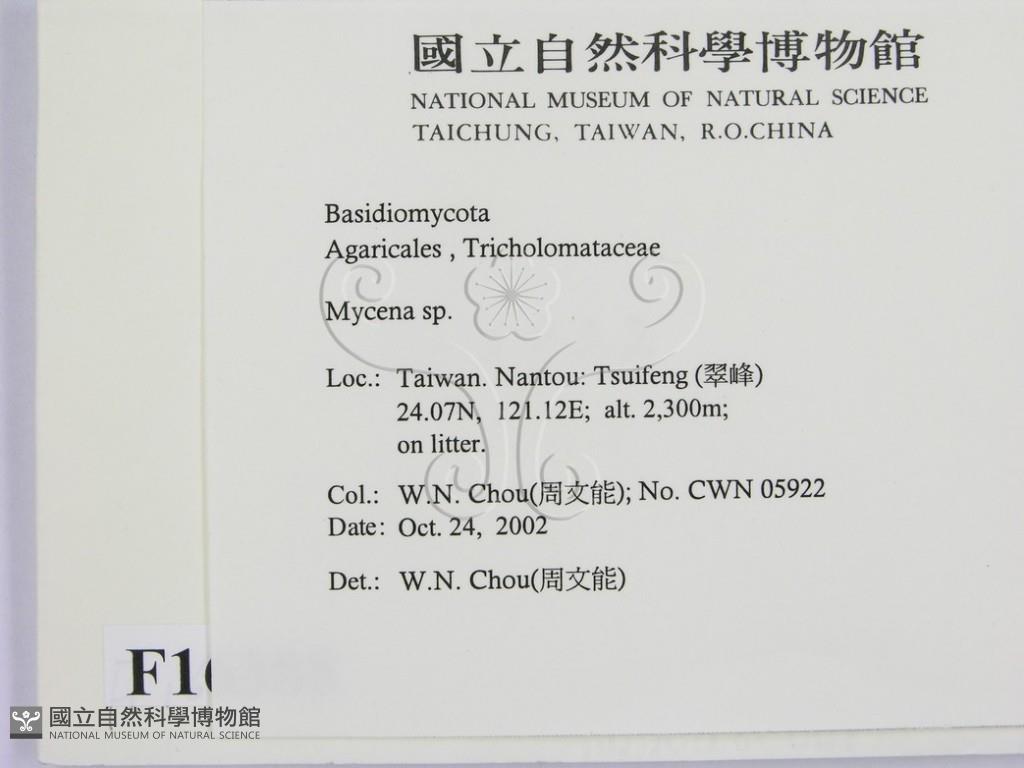 國立自然科學博物館
NATIONAL MUSEUM OF NATURAL SCIENCE
TAICHUNG, TAIWAN, R.O.CHINA
Basidiomycota
Agaricales , Tricholomataceae
Mycena sp.
Loc.: Taiwan. Nantou: Tsuifeng (翠峰)
24.07N, 121.12E; alt. 2,300m;
on litter.
Col.: W.N. Chou(周文能); No. CWN 05922
Date: Oct. 24, 2002
Det.: W.N. Chou(周文能)
國立自然科學博物館
NATIONAL MUSEUM OF NATURAL SCIENCE